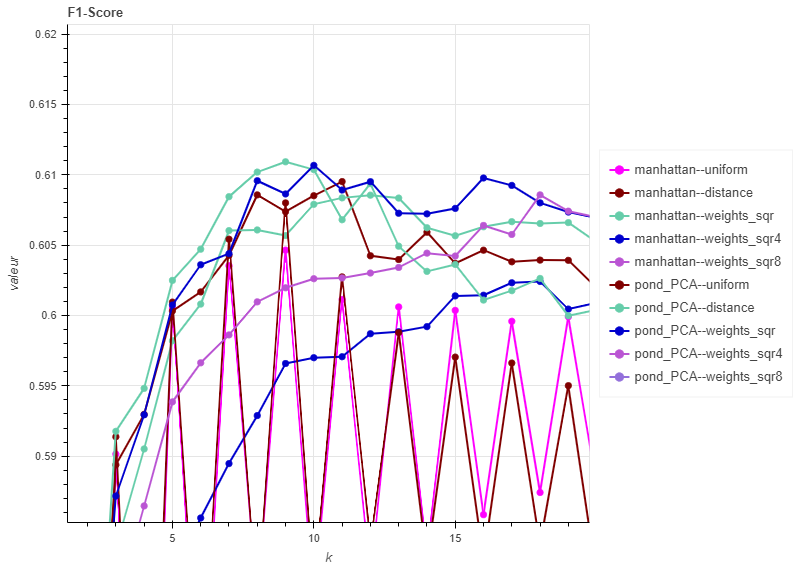 F1-Score
0.62
0.615
0.61
0.605
0.6
0.595
0.59
valeur
5
10
15
k
manhattan--uniform
manhattan--distance
manhattan--weights_sqr
manhattan--weights_sqr4
manhattan--weights_sqr8
pond_PCA--uniform
pond_PCA--distance
pond_PCA--weights_sqr
pond_PCA--weights_sqr4
pond_PCA--weights_sqr8